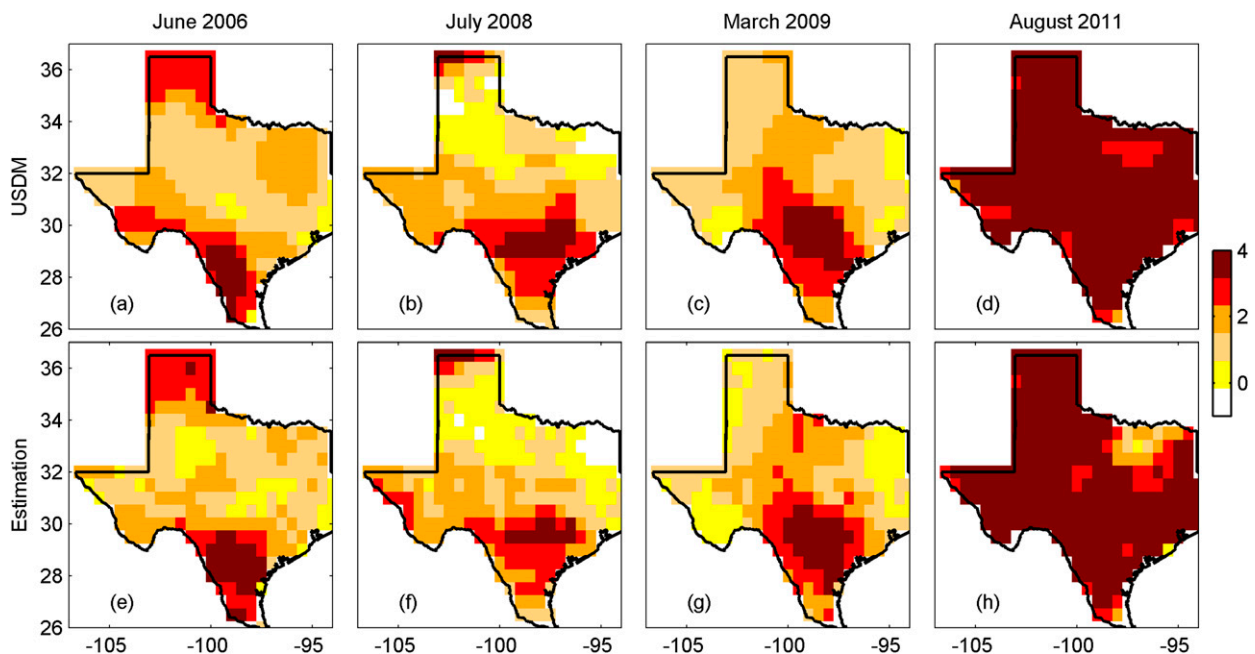 June 2006 July 2008 March 2009 August 2011
USDM
36
34
32
30
28
26
(a) (b) (c) (d)
4
2
0
Estimation
36
34
32
30
28
26
(e) (f) (g) (h)
-105 -100 -95 -105 -100 -95 -105 -100 -95 -105 -100 -95